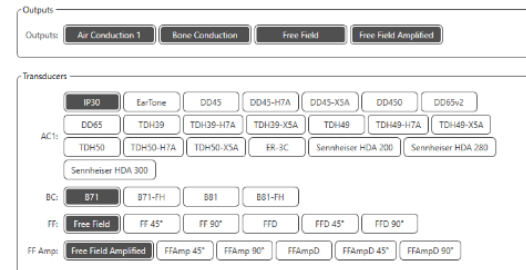 Outputs
Outputs: Air Conduction 1 Bone Conduction Free Field Free Field Amplified
Transducers
IP30 EarTone DD45 DD45-H7A DD45-X5A DD450 DD65v2
AC1: DD65 TDH39 TDH39-H7A TDH39-X5A TDH49 TDH49-H7A TDH49-X5A
TDH50 TDH50-H7A TDH50-X5A ER-3C Sennheiser HDA 200 Sennheiser HDA 280
Sennheiser HDA 300
BC: B71 B71-FH B81 B81-FH
FF: Free Field FF 45° FF 90° FFD FFD 45° FFD 90°
FF Amp: Free Field Amplified FFAmp 45° FFAmp 90° FFAmpD FFAmpD 45° FFAmpD 90°